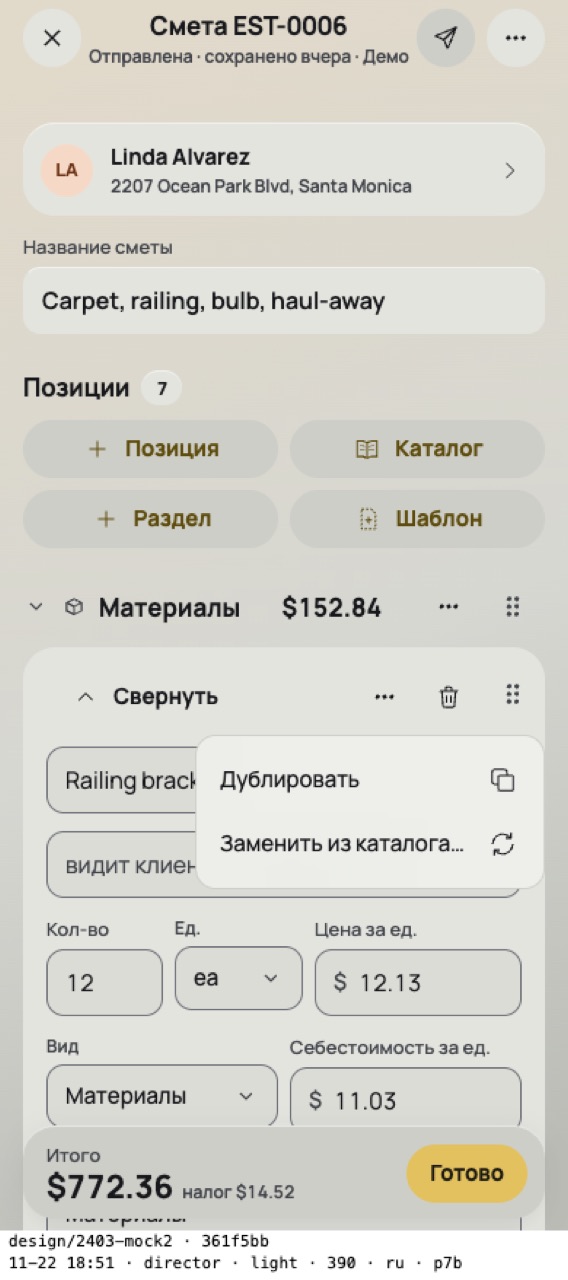 Смета EST-0006
Отправлена · сохранено вчера · Демо
LA
Linda Alvarez
2207 Ocean Park Blvd, Santa Monica
Название сметы
Carpet, railing, bulb, haul-away
Позиции 7
Позиция
Каталог
Раздел
Шаблон
Материалы $152.84
Свернуть
Railing brack
Дублировать
Заменить из каталога...
видит клиен
Кол-во
Ед.
Цена за ед.
12
ea
$ 12.13
Вид
Себестоимость за ед.
Материалы
$ 11.03
Итого
$772.36 налог $14.52
Готово
Материалы
design/2403-mock2 · 361f5bb
11-22 18:51 · director · light · 390 · ru · p7b